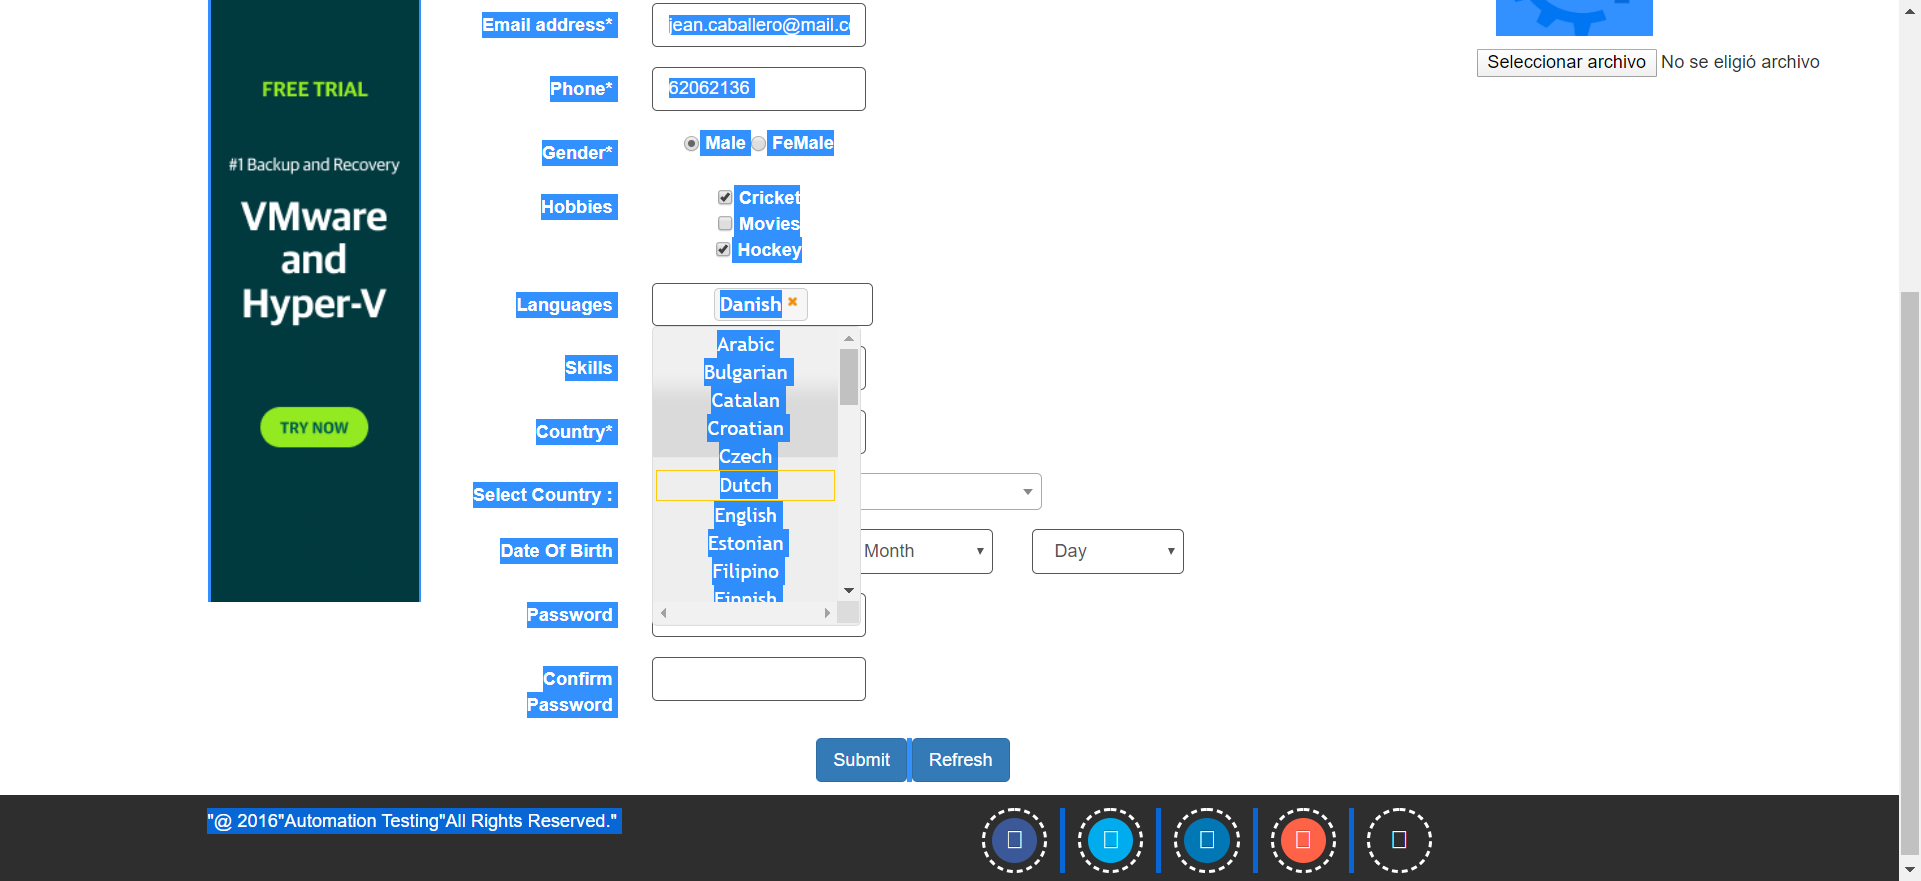 Email address*
jean.caballero@mail.c
Seleccionar archivo No se eligió archivo
FREE TRIAL
#1 Backup and Recovery
VMware
and
Hyper-V
TRY NOW
Phone*
62062136
Gender*
Male FeMale
Hobbies
Cricket
Movies
Hockey
Languages
Danish ×
Arabic
Bulgarian
Catalan
Croatian
Czech
Dutch
English
Estonian
Filipino
Finnish
Skills
Country*
Select Country :
Date Of Birth
Month Day
Password
Confirm
Password
Submit Refresh
"@ 2016"Automation Testing"All Rights Reserved."